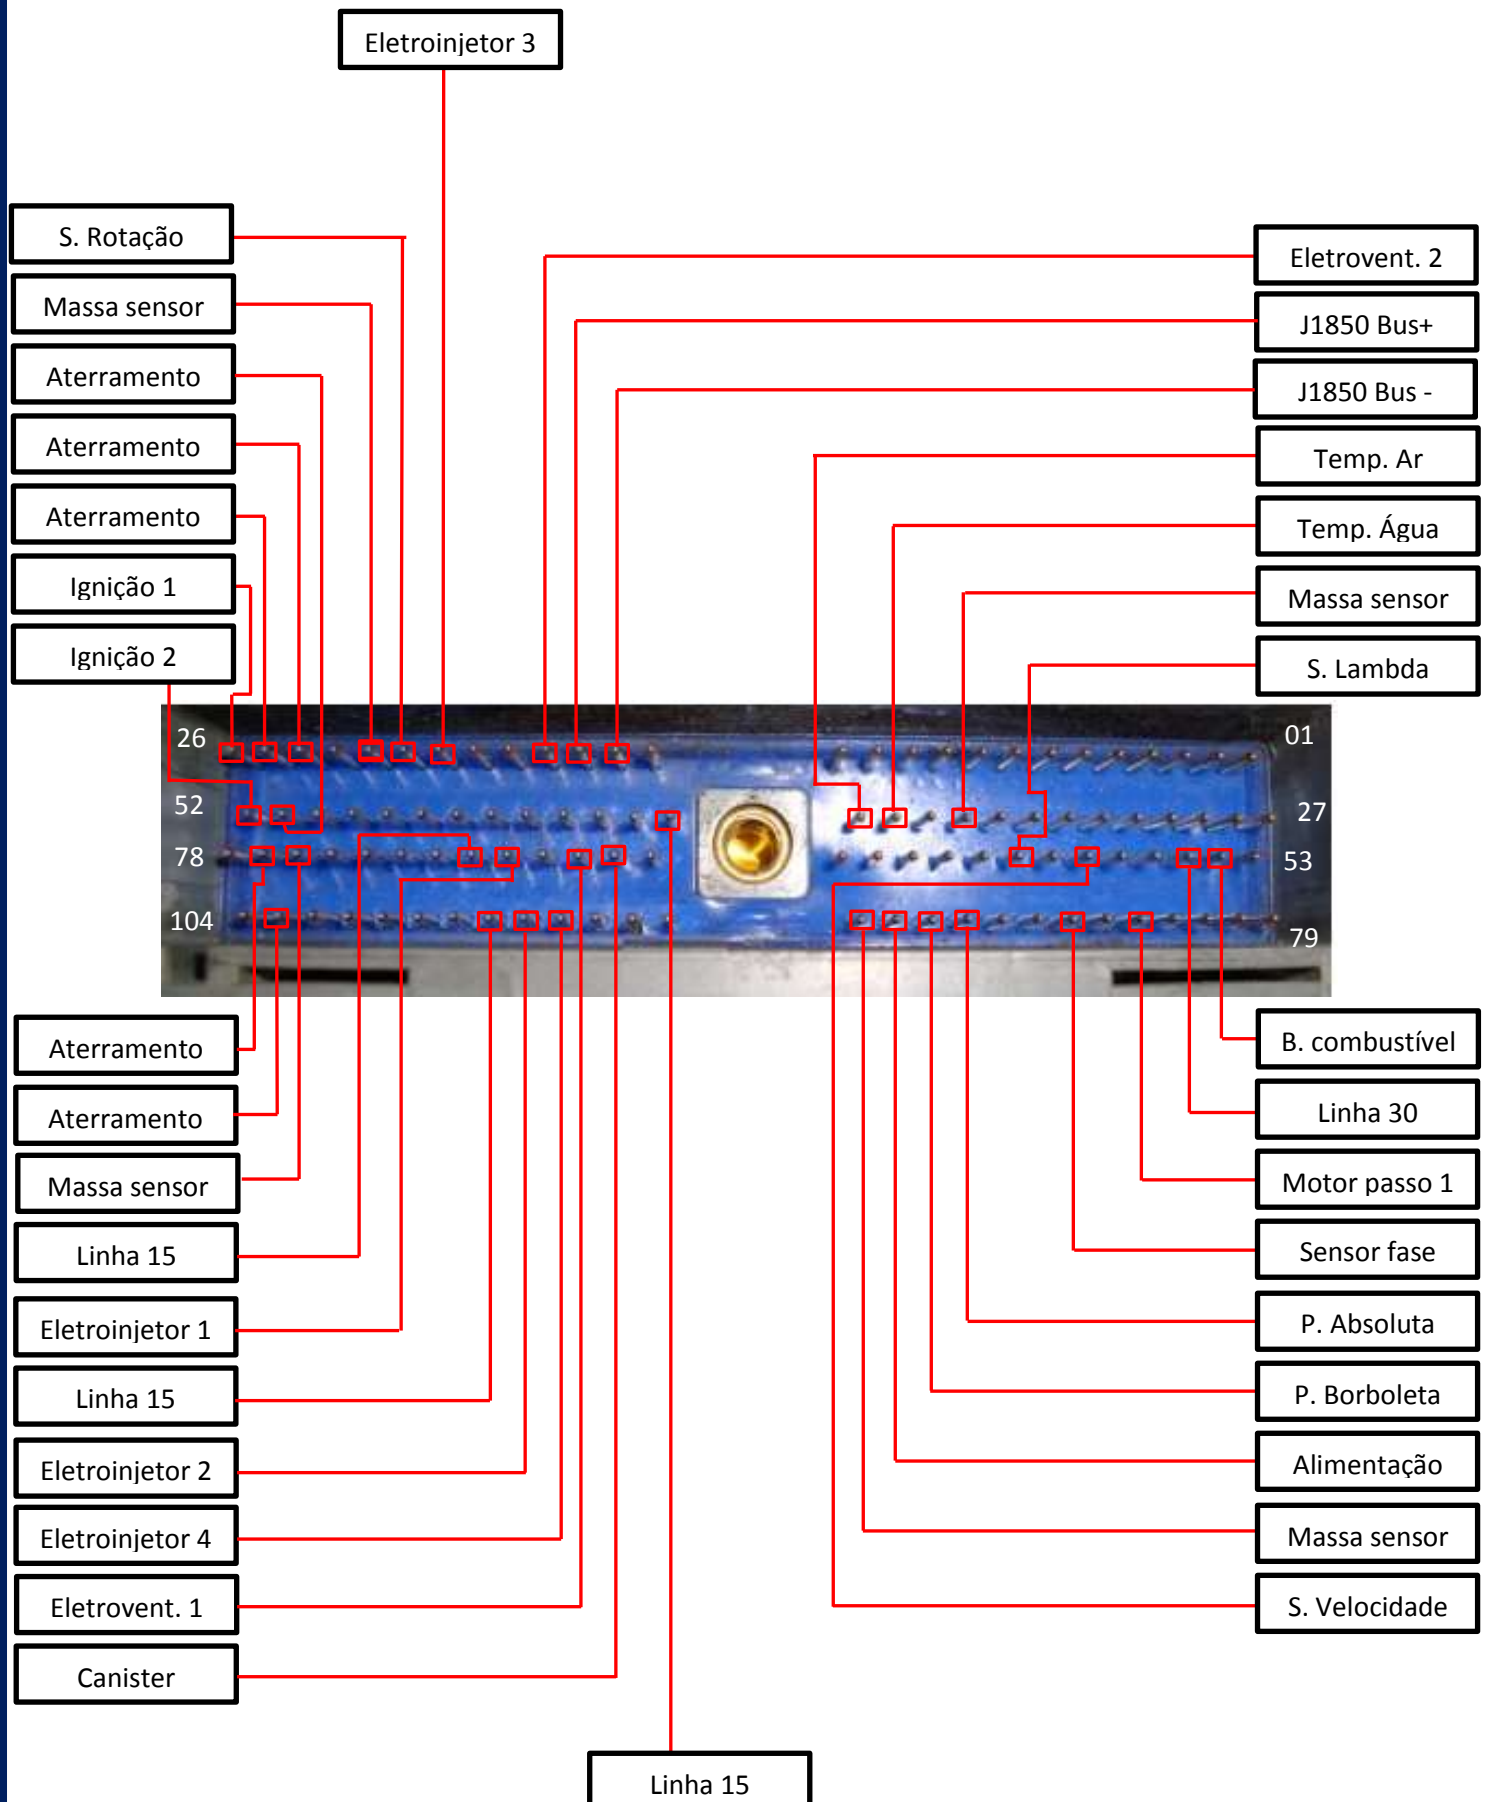 Eletroinjetor 3
S. Rotação
Massa sensor
Aterramento
Aterramento
Aterramento
Ignição 1
Ignição 2
Eletrovent. 2
J1850 Bus+
J1850 Bus -
Temp. Ar
Temp. Água
Massa sensor
S. Lambda
26
01
52
27
78
53
104
79
Aterramento
Aterramento
Massa sensor
Linha 15
Eletroinjetor 1
Linha 15
Eletroinjetor 2
Eletroinjetor 4
Eletrovent. 1
Canister
B. combustível
Linha 30
Motor passo 1
Sensor fase
P. Absoluta
P. Borboleta
Alimentação
Massa sensor
S. Velocidade
Linha 15